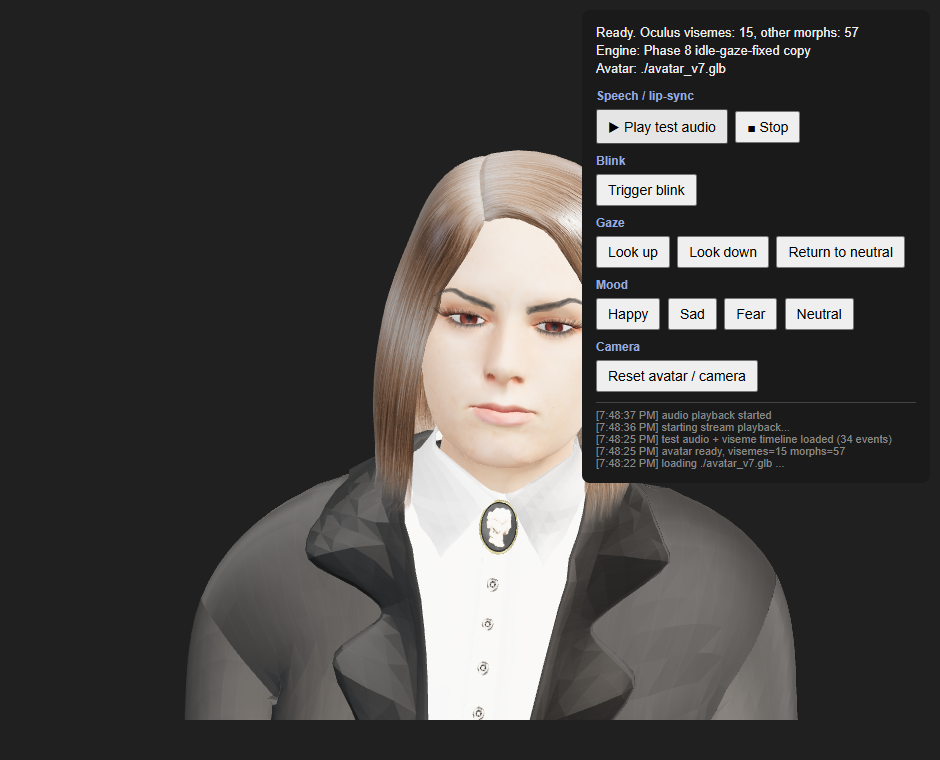 Ready. Oculus visemes: 15, other morphs: 57
Engine: Phase 8 idle-gaze-fixed copy
Avatar: ./avatar_v7.glb
Speech / lip-sync
▶ Play test audio ■ Stop
Blink
Trigger blink
Gaze
Look up Look down Return to neutral
Mood
Happy Sad Fear Neutral
Camera
Reset avatar / camera
[7:48:37 PM] audio playback started
[7:48:36 PM] starting stream playback...
[7:48:25 PM] test audio + viseme timeline loaded (34 events)
[7:48:25 PM] avatar ready, visemes=15 morphs=57
[7:48:22 PM] loading ./avatar_v7.glb ...